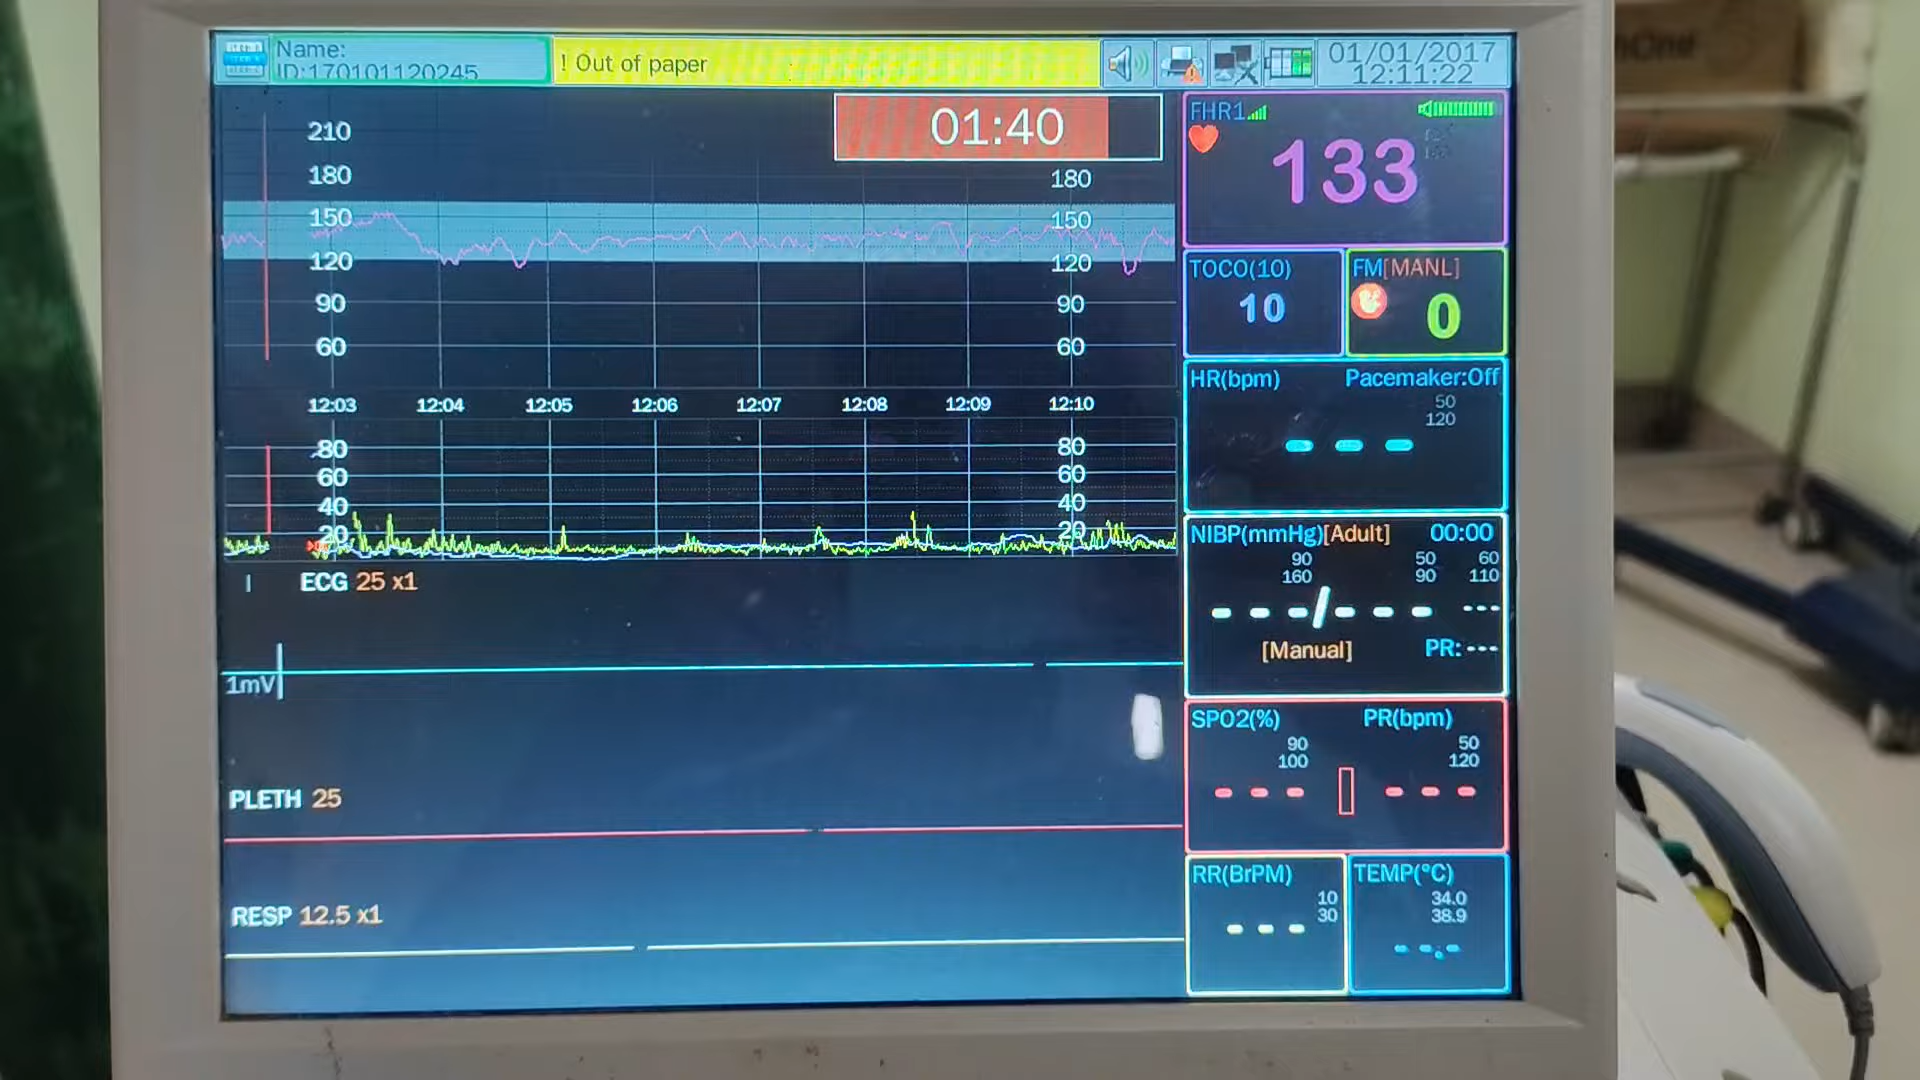 Name:
ID:170101120245
! Out of paper
01/01/2017
12:11:22
01:40
210
180
150
120
90
60
180
150
120
90
60
12:03 12:04 12:05 12:06 12:07 12:08 12:09 12:10
80
60
40
20
80
60
40
20
I ECG 25 x1
1mV
PLETH 25
RESP 12.5 x1
FHR1
133
TOCO(10)
10
FM[MANL]
0
HR(bpm) Pacemaker:Off
50
120
- - -
NIBP(mmHg)[Adult] 00:00
90 50 60
160 90 110
- - -/- - - ---
[Manual] PR:---
SPO2(%) PR(bpm)
90 50
100 120
- - - - - -
RR(BrPM)
10
30
- - -
TEMP(°C)
34.0
38.9
- -.-